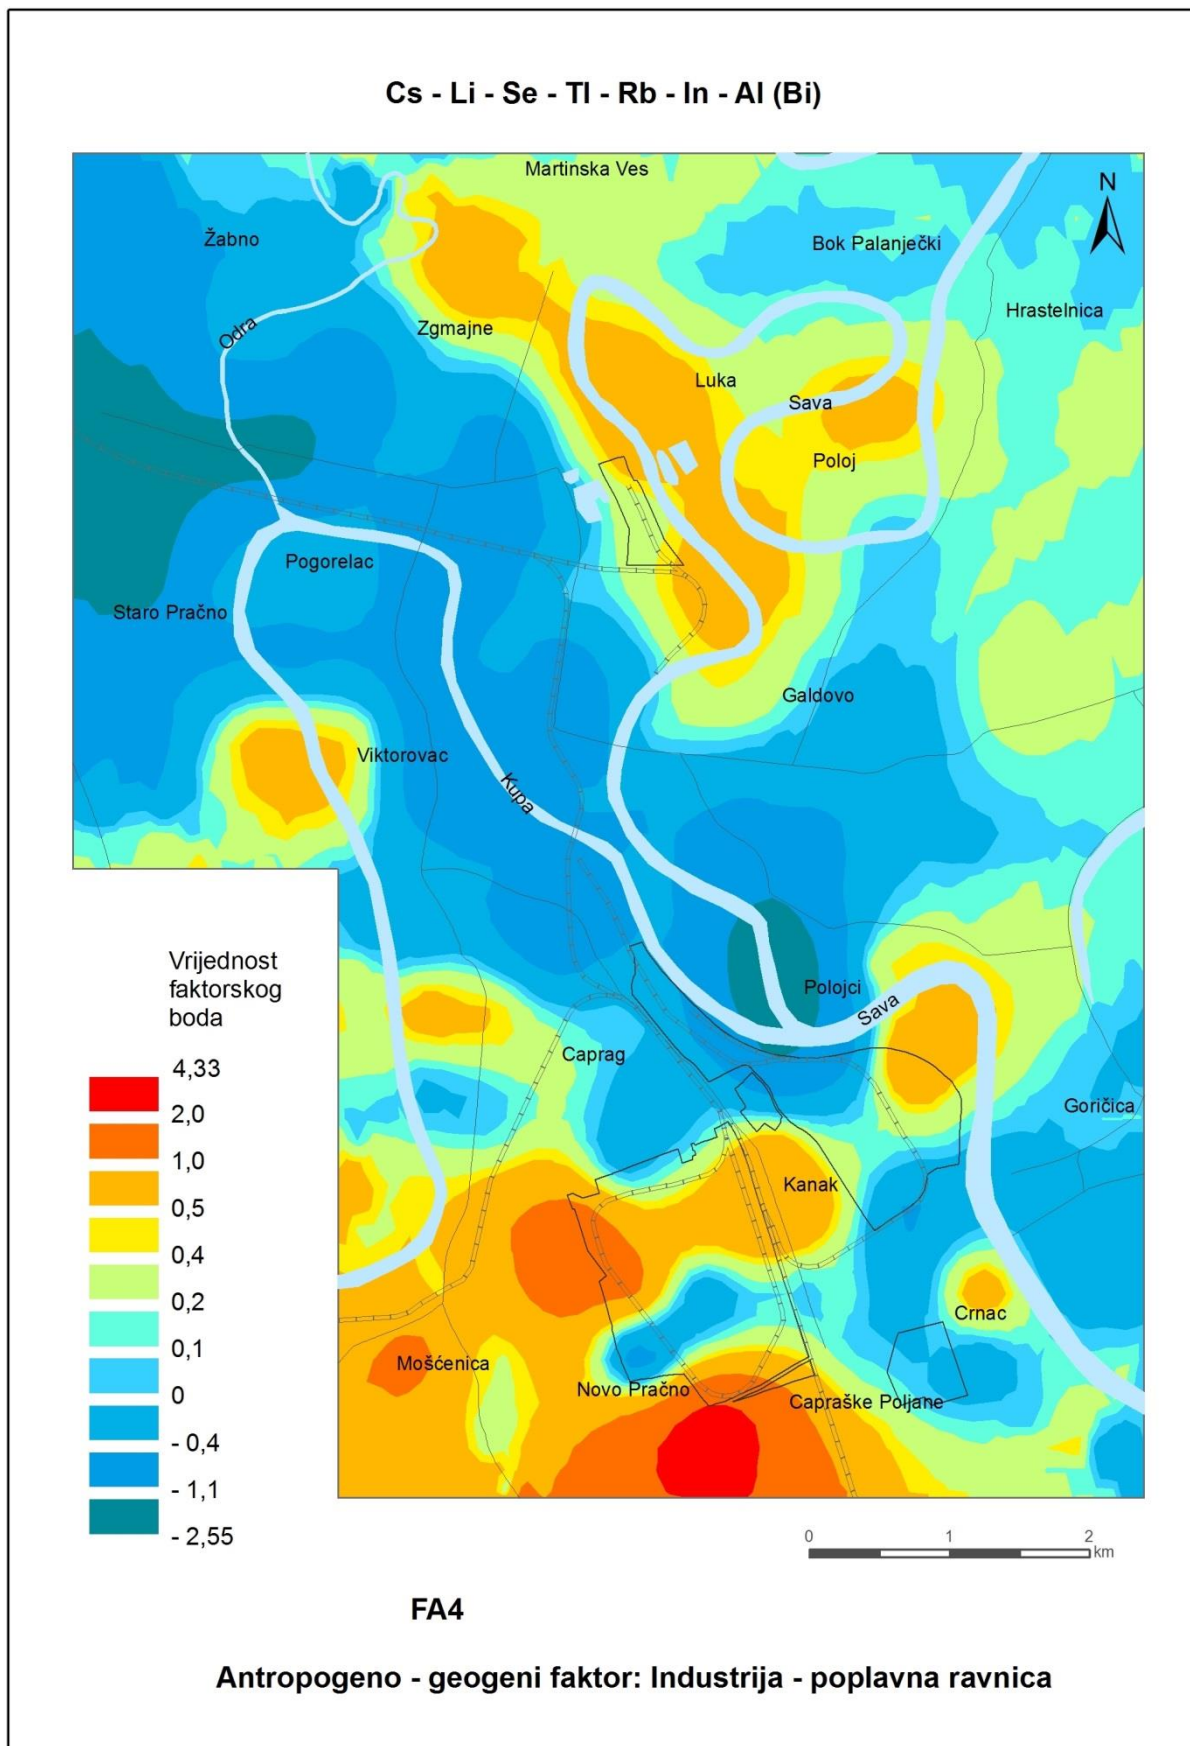 Cs - Li - Se - Tl - Rb - In - Al (Bi)
Martinska Ves
N
Žabno
Bok Palanječki
Hrastelnica
Odra
Zgmajne
Luka
Sava
Poloj
Pogorelac
Staro Pračno
Galdovo
Viktorovac
Kupa
Vrijednost
faktorskog
boda
Polojci
Sava
Caprag
Goričica
Kanak
Crnac
Mošćenica
Novo Pračno
Capraške Poljane
4,33
2,0
1,0
0,5
0,4
0,2
0,1
0
- 0,4
- 1,1
- 2,55
0 1 2
km
FA4
Antropogeno - geogeni faktor: Industrija - poplavna ravnica